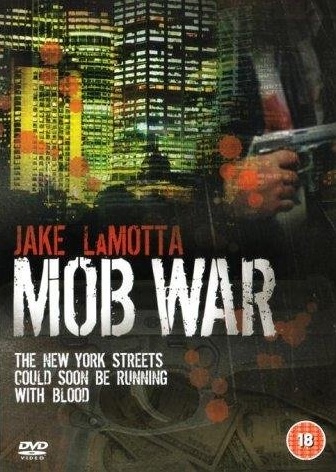 JAKE LaMOTTA
MOB WAR
THE NEW YORK STREETS
COULD SOON BE RUNNING
WITH BLOOD
DVD
VIDEO
18